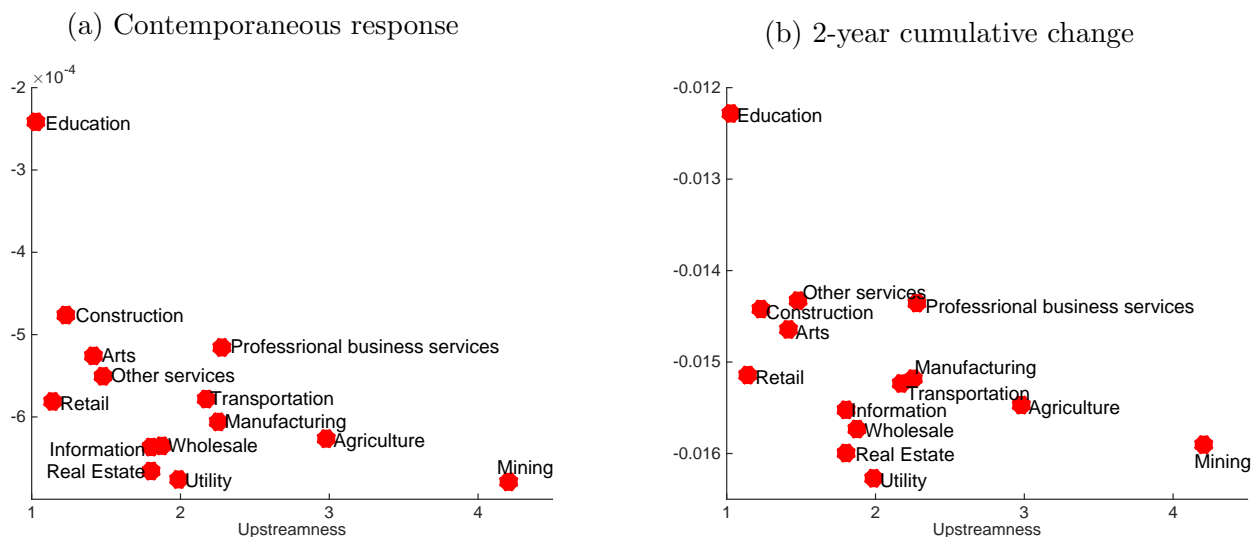 (a) Contemporaneous response
×10⁻⁴
-2
-3
-4
-5
-6
Education
Construction
Professrional business services
Arts
Other services
Transportation
Retail
Manufacturing
Agriculture
Information
Wholesale
Real Estate
Mining
Utility
1 2 3 4
Upstreamness
(b) 2-year cumulative change
-0.012
-0.013
-0.014
-0.015
-0.016
Education
Other services
Professrional business services
Construction
Arts
Manufacturing
Retail
Transportation
Agriculture
Information
Wholesale
Real Estate
Mining
Utility
1 2 3 4
Upstreamness